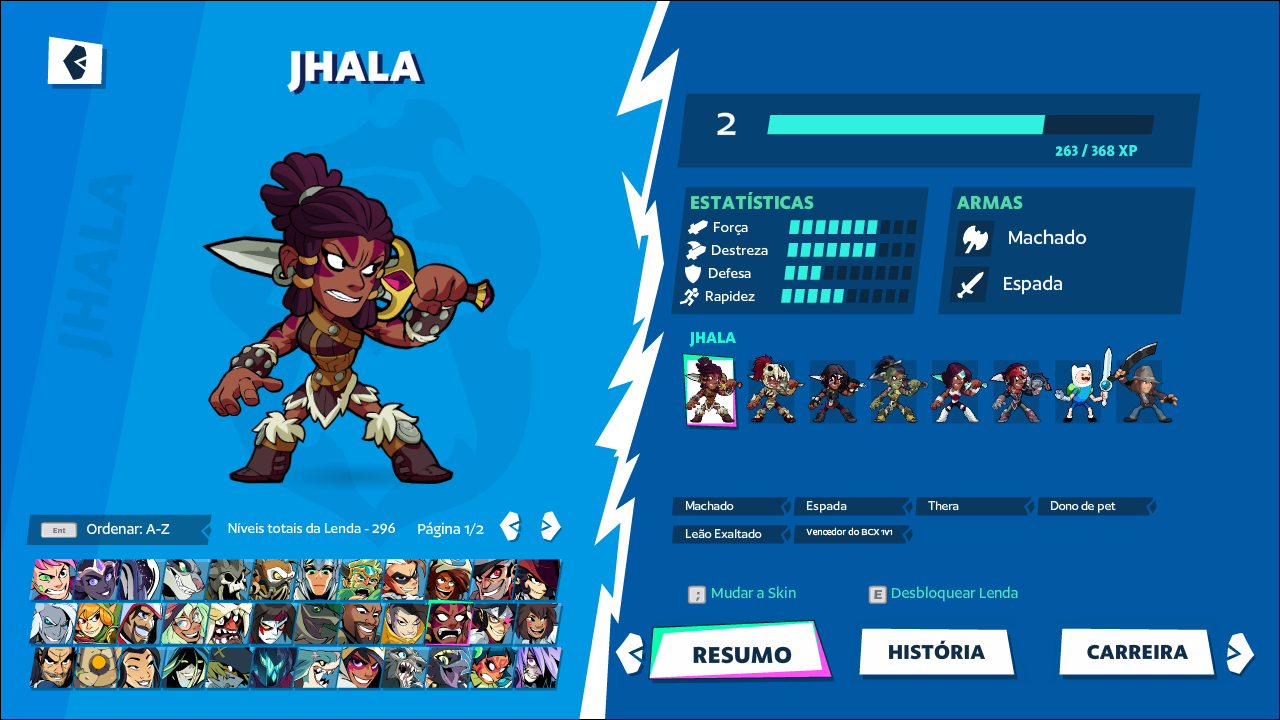 JHALA
JHALA
2
263 / 368 XP
ESTATÍSTICAS
Força
Destreza
Defesa
Rapidez
ARMAS
Machado
Espada
JHALA
Machado
Espada
Thera
Dono de pet
Leão Exaltado
Vencedor do BCX 1v1
Ent
Ordenar: A-Z
Níveis totais da Lenda - 296
Página 1/2
; Mudar a Skin
E Desbloquear Lenda
RESUMO
HISTÓRIA
CARREIRA